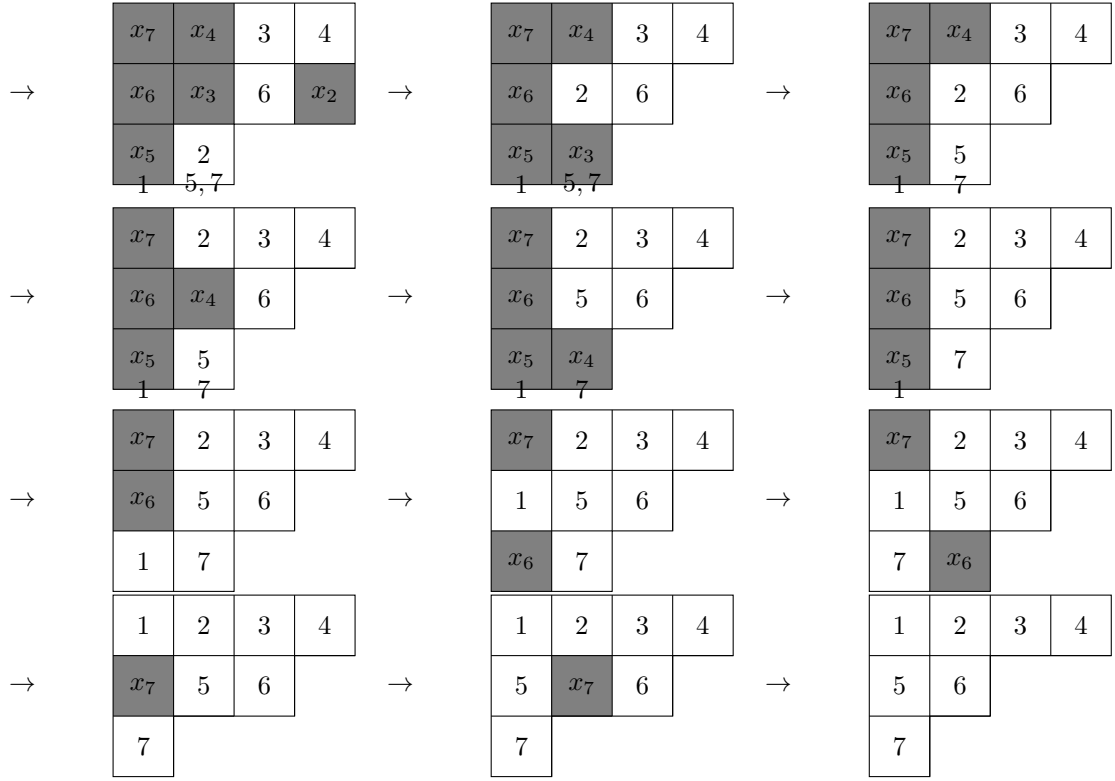 x₇ x₄ 3 4 x₇ x₄ 3 4 x₇ x₄ 3 4
→ x₆ x₃ 6 x₂ → x₆ 2 6 → x₆ 2 6
x₅ 2 x₅ x₃ x₅ 5
1 5, 7 1 5, 7 1 7
x₇ 2 3 4 x₇ 2 3 4 x₇ 2 3 4
→ x₆ x₄ 6 → x₆ 5 6 → x₆ 5 6
x₅ 5 x₅ x₄ x₅ 7
1 7 1 7 1
x₇ 2 3 4 x₇ 2 3 4 x₇ 2 3 4
→ x₆ 5 6 → 1 5 6 → 1 5 6
1 7 x₆ 7 7 x₆
1 2 3 4 1 2 3 4 1 2 3 4
→ x₇ 5 6 → 5 x₇ 6 → 5 6
7 7 7